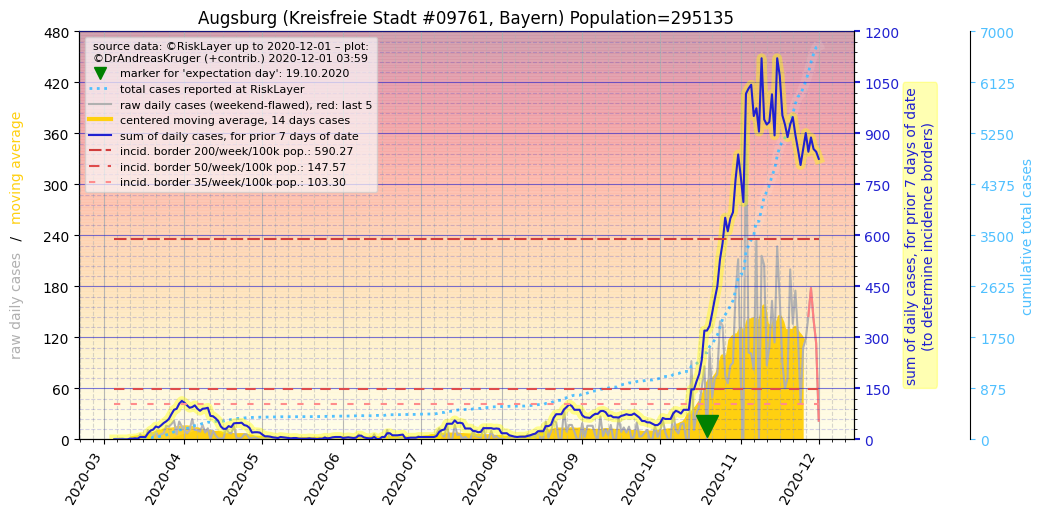 Augsburg (Kreisfreie Stadt #09761, Bayern) Population=295135
source data: ©RiskLayer up to 2020-12-01 – plot:
©DrAndreasKruger (+contrib.) 2020-12-01 03:59
marker for 'expectation day': 19.10.2020
total cases reported at RiskLayer
raw daily cases (weekend-flawed), red: last 5
centered moving average, 14 days cases
sum of daily cases, for prior 7 days of date
incid. border 200/week/100k pop.: 590.27
incid. border 50/week/100k pop.: 147.57
incid. border 35/week/100k pop.: 103.30
raw daily cases / moving average
480
420
360
300
240
180
120
60
0
2020-03
2020-04
2020-05
2020-06
2020-07
2020-08
2020-09
2020-10
2020-11
2020-12
1200
1050
900
750
600
450
300
150
0
sum of daily cases, for prior 7 days of date
(to determine incidence borders)
7000
6125
5250
4375
3500
2625
1750
875
0
cumulative total cases